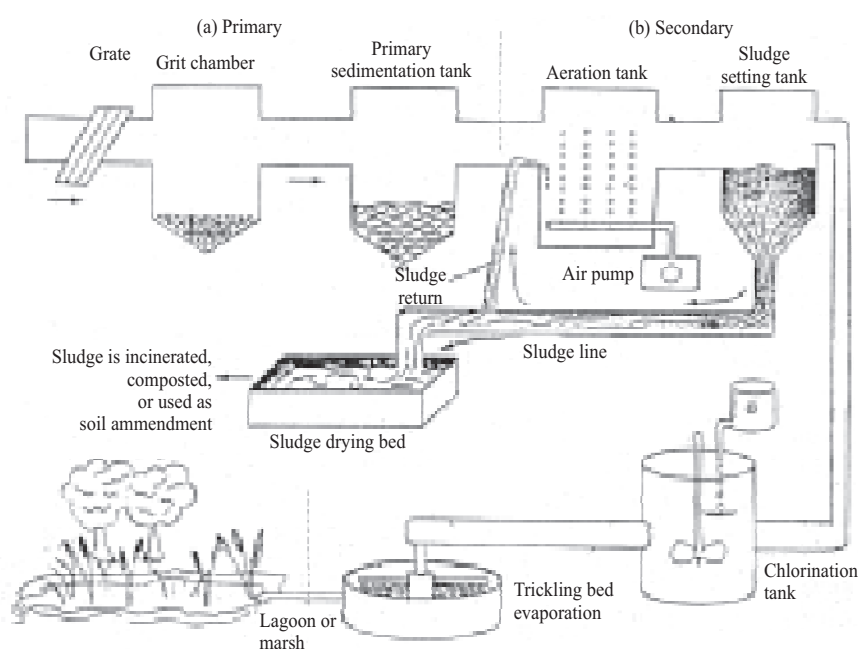 (a) Primary
(b) Secondary
Grate
Grit chamber
Primary
sedimentation tank
Aeration tank
Sludge
setting tank
Sludge
return
Air pump
Sludge line
Sludge is incinerated,
composted,
or used as
soil ammendment
Sludge drying bed
Chlorination
tank
Trickling bed
evaporation
Lagoon or
marsh